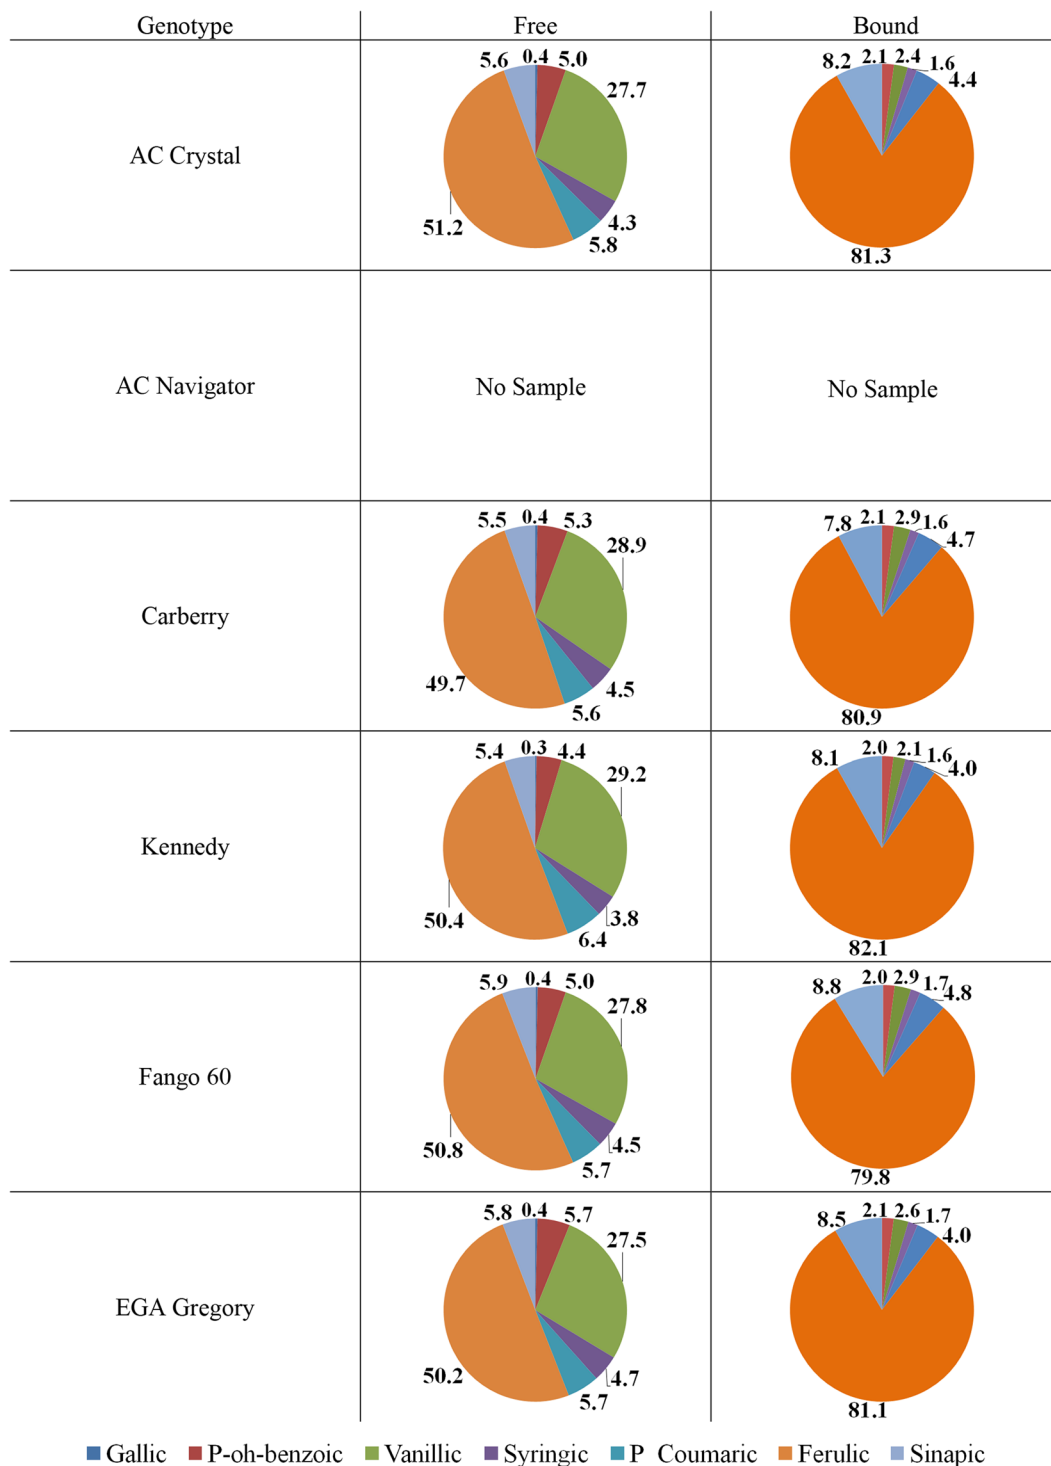 Genotype Free Bound
5.6 0.4 5.0 8.2 2.1 2.4 1.6
27.7 4.4
AC Crystal
51.2 4.3
5.8 81.3
AC Navigator No Sample No Sample
5.5 0.4 5.3 7.8 2.1 2.9 1.6
28.9 4.7
Carberry
49.7 4.5
5.6 80.9
5.4 0.3 4.4 8.1 2.0 2.1 1.6
29.2 4.0
Kennedy
50.4 3.8
6.4 82.1
5.9 0.4 5.0 8.8 2.0 2.9 1.7
27.8 4.8
Fango 60
50.8 4.5
5.7 79.8
5.8 0.4 5.7 8.5 2.1 2.6 1.7
27.5 4.0
EGA Gregory
50.2 4.7
5.7 81.1
Gallic P-oh-benzoic Vanillic Syringic P Coumaric Ferulic Sinapic